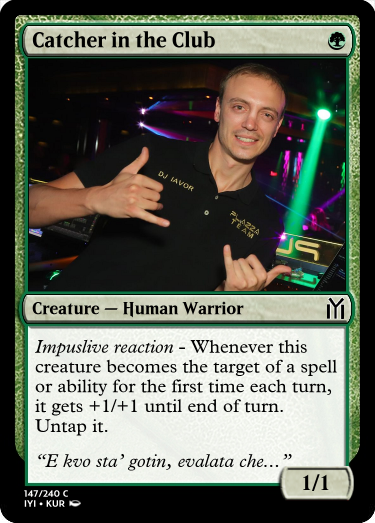 Catcher in the Club
DJ IAVOR
PLAZZA
TEAM
Creature — Human Warrior
Impuslive reaction - Whenever this
creature becomes the target of a spell
or ability for the first time each turn,
it gets +1/+1 until end of turn.
Untap it.
“E kvo sta’ gotin, evalata che...”
1/1
147/240 C
IYI • KUR